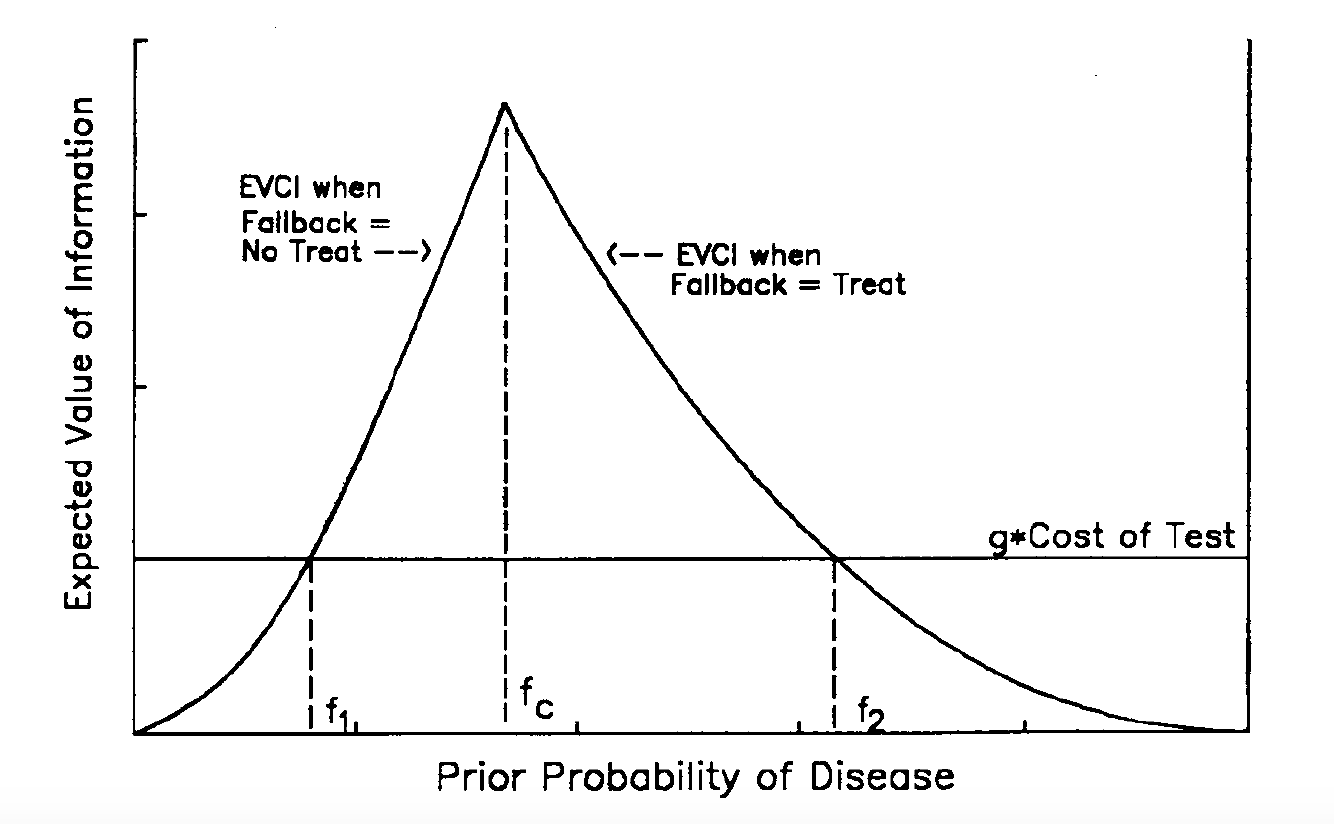 Expected Value of Information
EVCI when
Fallback =
No Treat -->
<-- EVCI when
Fallback = Treat
g*Cost of Test
f1
fc
f2
Prior Probability of Disease